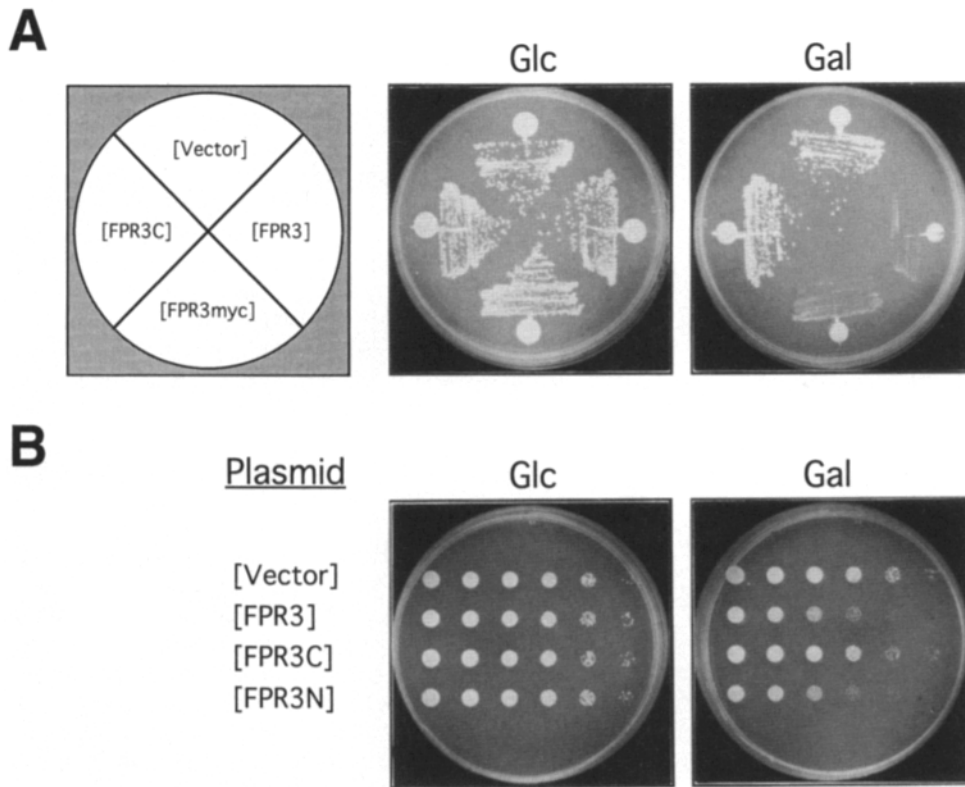 A
Glc Gal
[Vector]
[FPR3C] [FPR3]
[FPR3myc]
B
Plasmid Glc Gal
[Vector]
[FPR3]
[FPR3C]
[FPR3N]